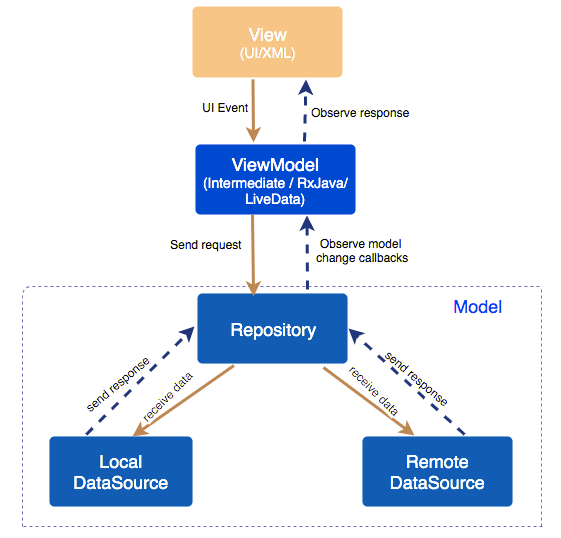 View
(UI/XML)
UI Event
Observe response
ViewModel
(Intermediate / RxJava/
LiveData)
Send request
Observe model
change callbacks
Model
Repository
send response
receive data
receive data
send response
Local
DataSource
Remote
DataSource